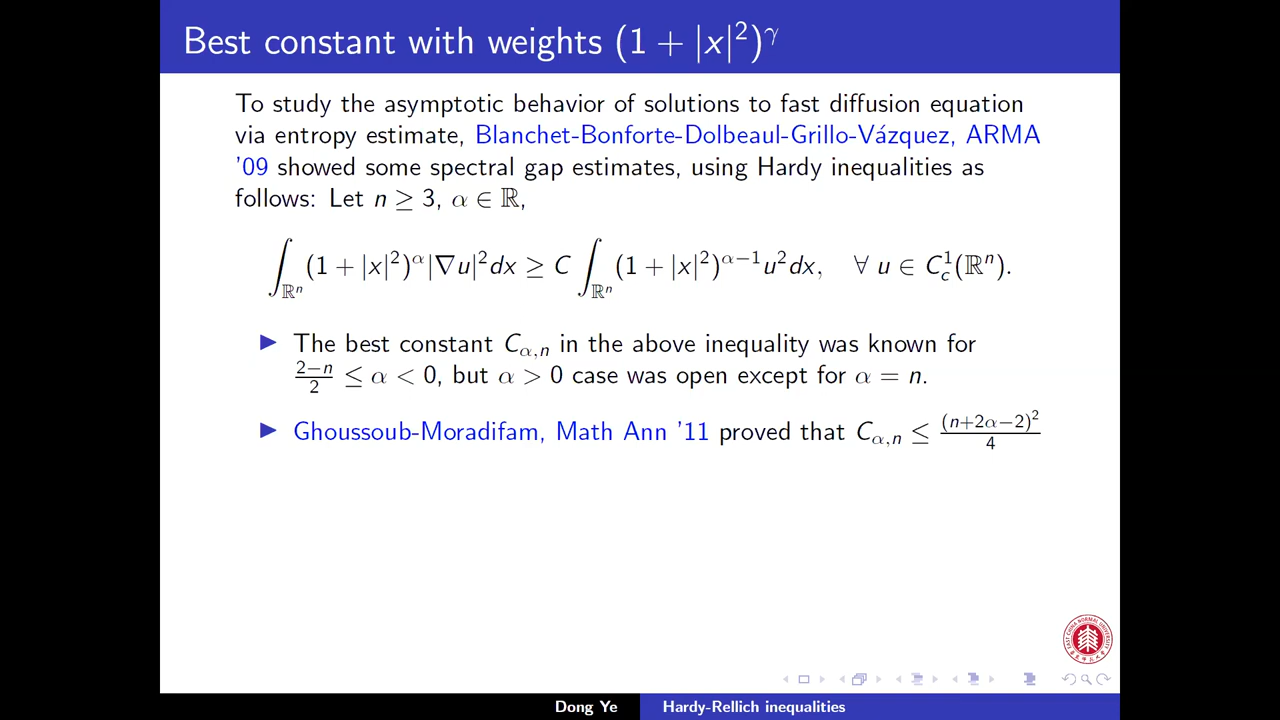 Best constant with weights (1 + |x|²)^γ
To study the asymptotic behavior of solutions to fast diffusion equation
via entropy estimate, Blanchet-Bonforte-Dolbeaul-Grillo-Vázquez, ARMA
'09 showed some spectral gap estimates, using Hardy inequalities as
follows: Let n ≥ 3, α ∈ ℝ,
∫_{ℝⁿ} (1 + |x|²)^α |∇u|² dx ≥ C ∫_{ℝⁿ} (1 + |x|²)^{α−1} u² dx, ∀ u ∈ C_c^1(ℝⁿ).
▶ The best constant C_{α,n} in the above inequality was known for
(2−n)/2 ≤ α < 0, but α > 0 case was open except for α = n.
▶ Ghoussoub-Moradifam, Math Ann '11 proved that C_{α,n} ≤ (n+2α−2)²/4
Dong Ye Hardy-Rellich inequalities